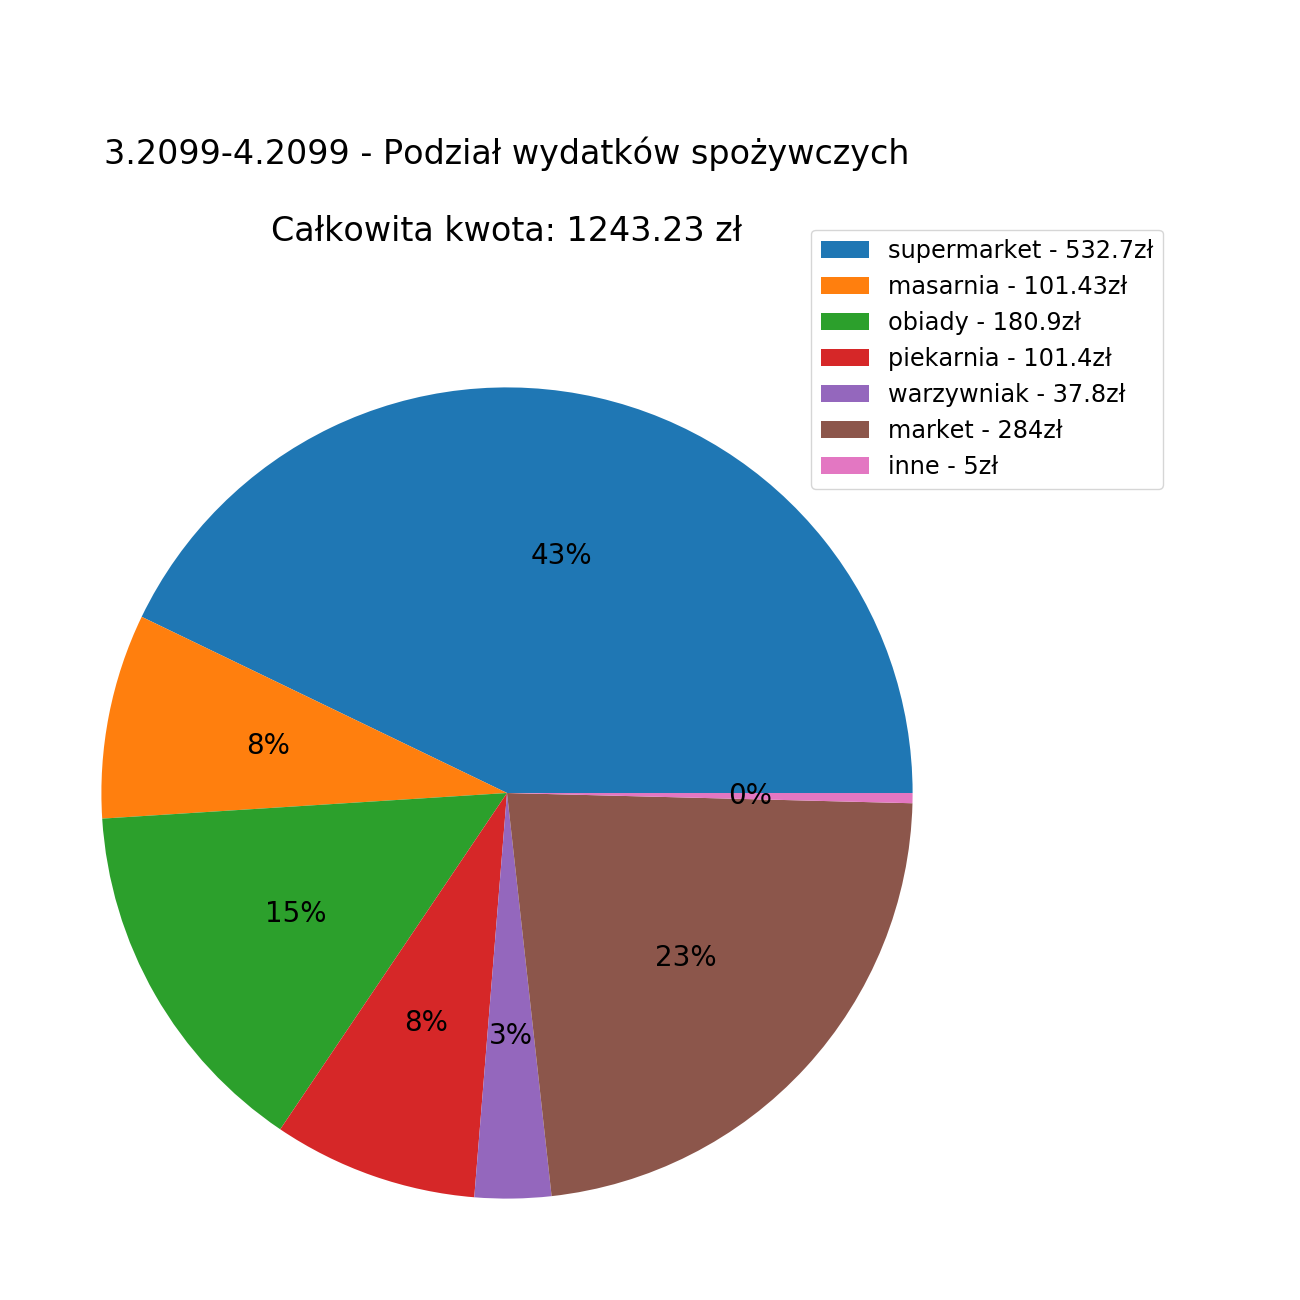 3.2099-4.2099 - Podział wydatków spożywczych
Całkowita kwota: 1243.23 zł
supermarket - 532.7zł
masarnia - 101.43zł
obiady - 180.9zł
piekarnia - 101.4zł
warzywniak - 37.8zł
market - 284zł
inne - 5zł
43%
8%
0%
15%
23%
8%
3%